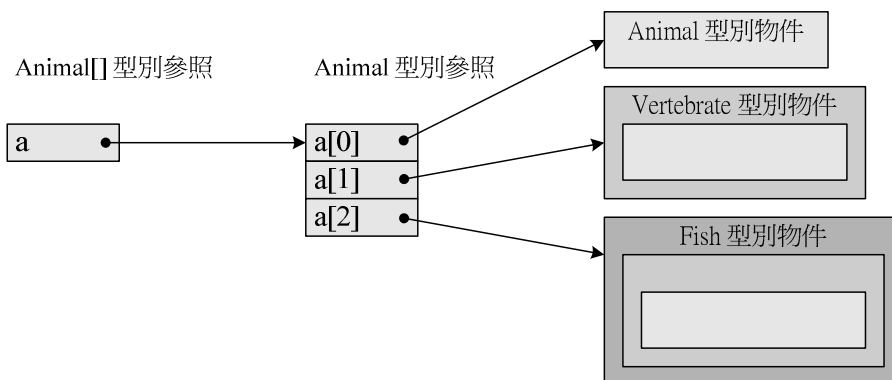 Animal[] 型別參照
Animal 型別參照
Animal 型別物件
a
a[0]
a[1]
a[2]
Vertebrate 型別物件
Fish 型別物件